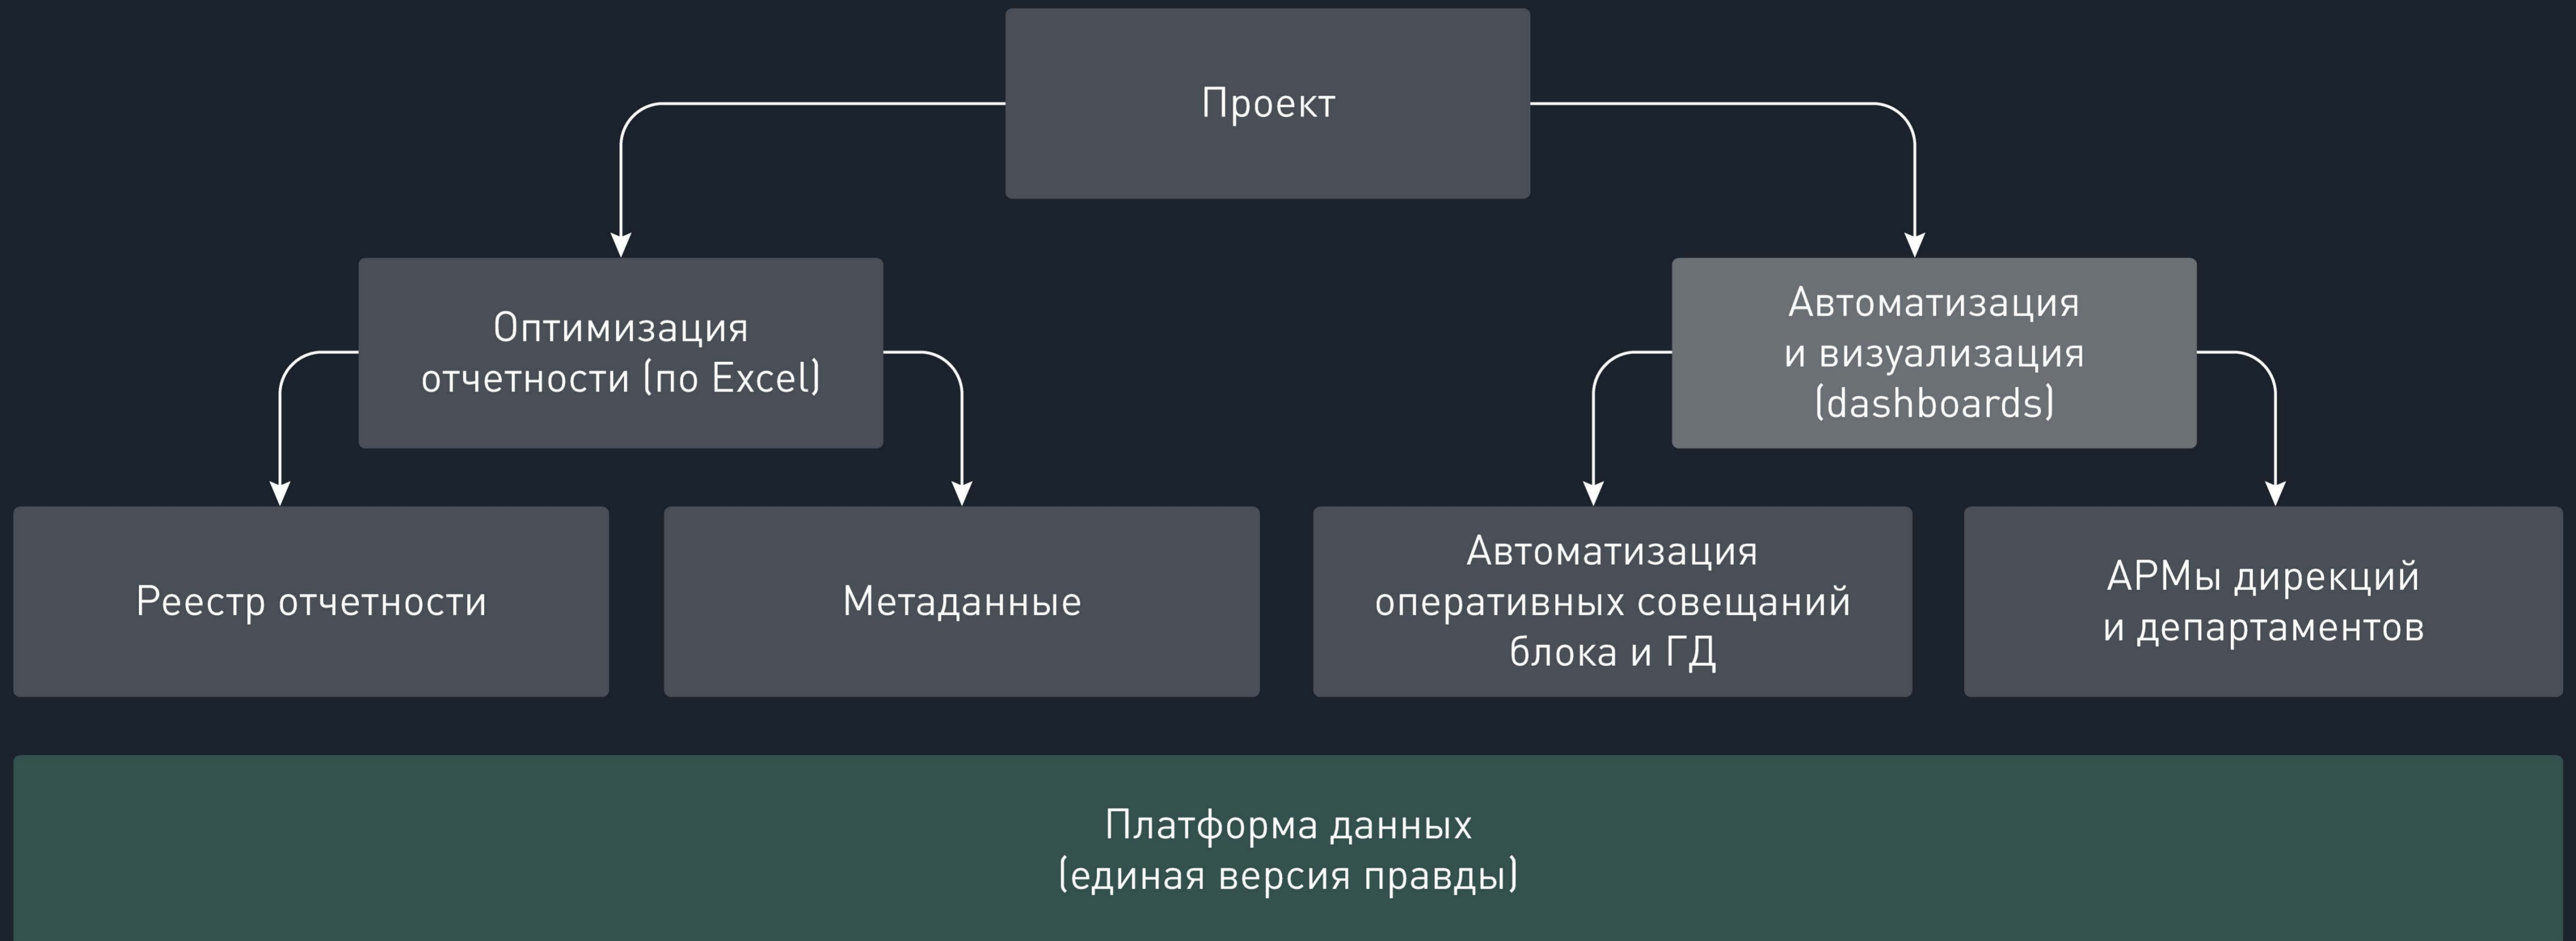 Проект
Оптимизация
отчетности (по Excel)
Автоматизация
и визуализация
(dashboards)
Реестр отчетности
Метаданные
Автоматизация
оперативных совещаний
блока и ГД
АРМы дирекций
и департаментов
Платформа данных
(единая версия правды)